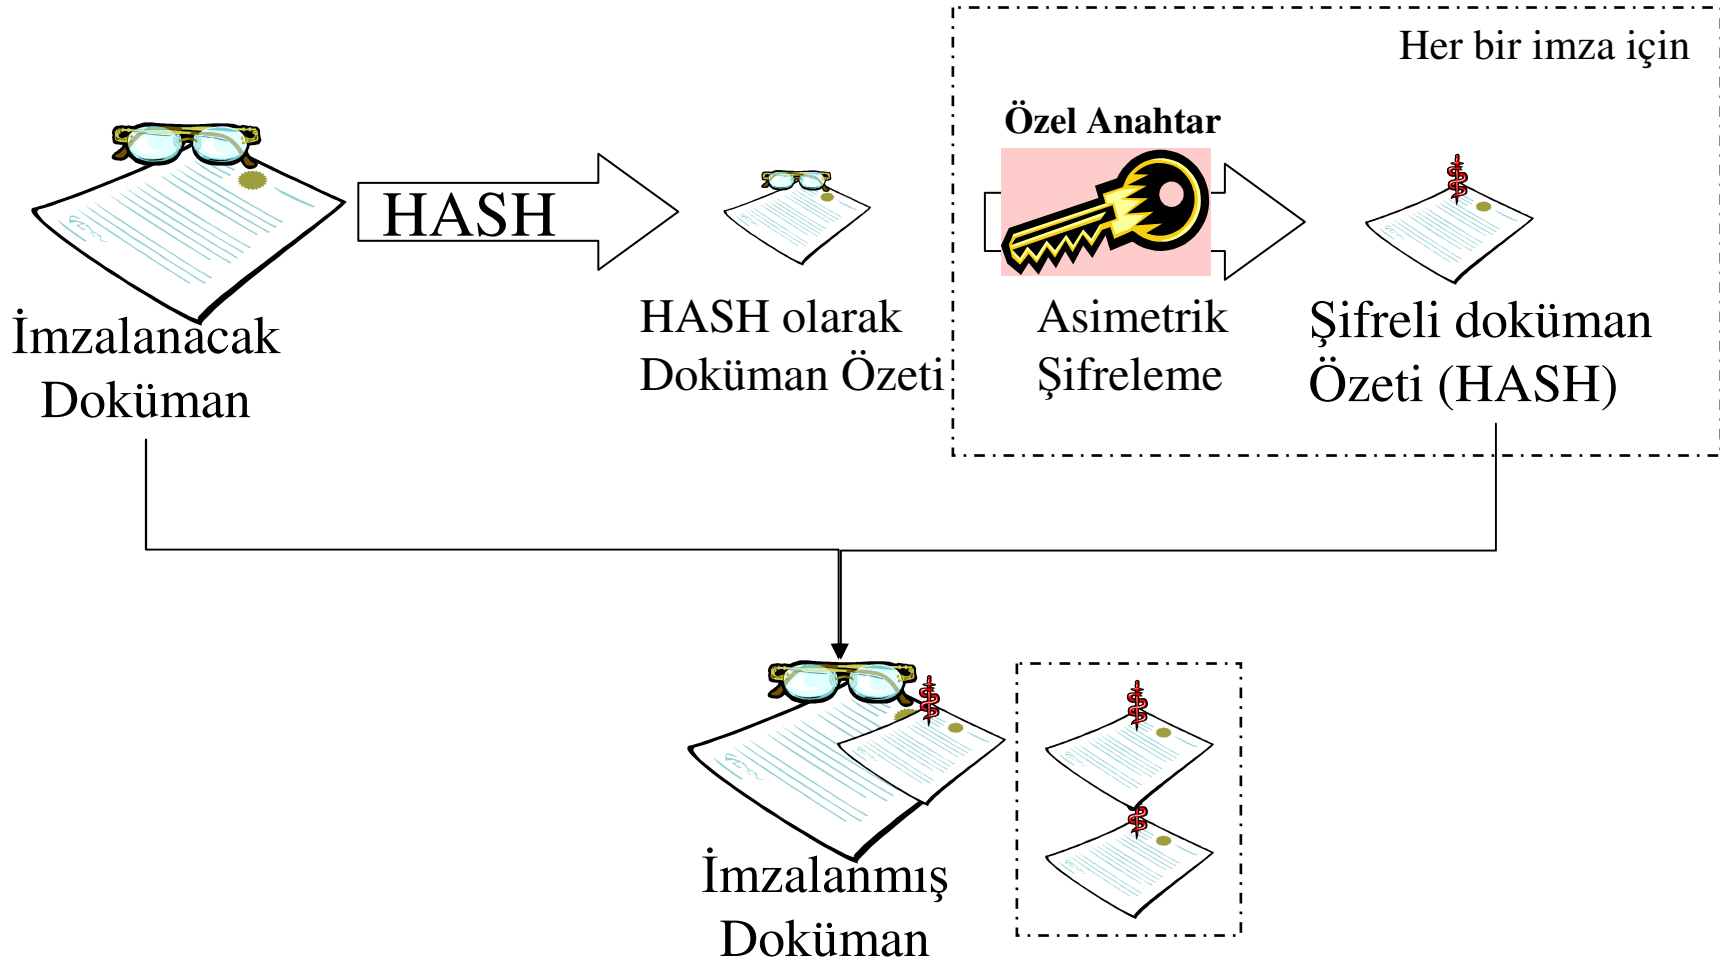 Her bir imza için
Özel Anahtar
HASH
İmzalanacak
Doküman
HASH olarak
Doküman Özeti
Asimetrik
Şifreleme
Şifreli doküman
Özeti (HASH)
İmzalanmış
Doküman